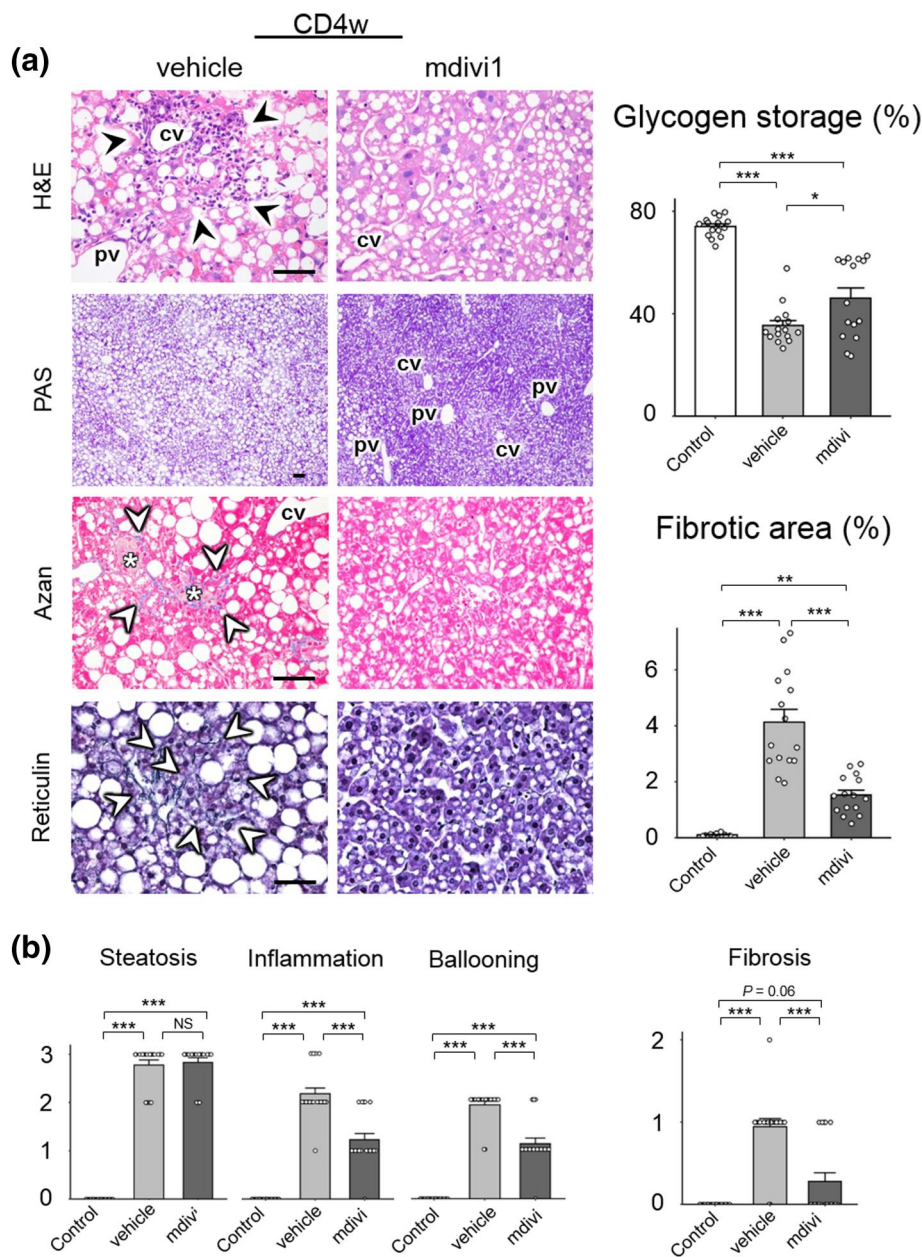 CD4w
(a)
vehicle
mdivi1
H&E
cv
pv
cv
PAS
cv
pv
pv
pv
cv
Azan
cv
*
*
Reticulin
Glycogen storage (%)
***
***
*
80
40
0
Control
vehicle
mdivi
Fibrotic area (%)
**
***
***
6
4
2
0
Control
vehicle
mdivi
(b)
Steatosis
***
***
NS
3
2
1
0
Control
vehicle
mdivi
Inflammation
***
***
***
Control
vehicle
mdivi
Ballooning
***
***
***
Control
vehicle
mdivi
Fibrosis
P = 0.06
***
***
2
1
0
Control
vehicle
mdivi